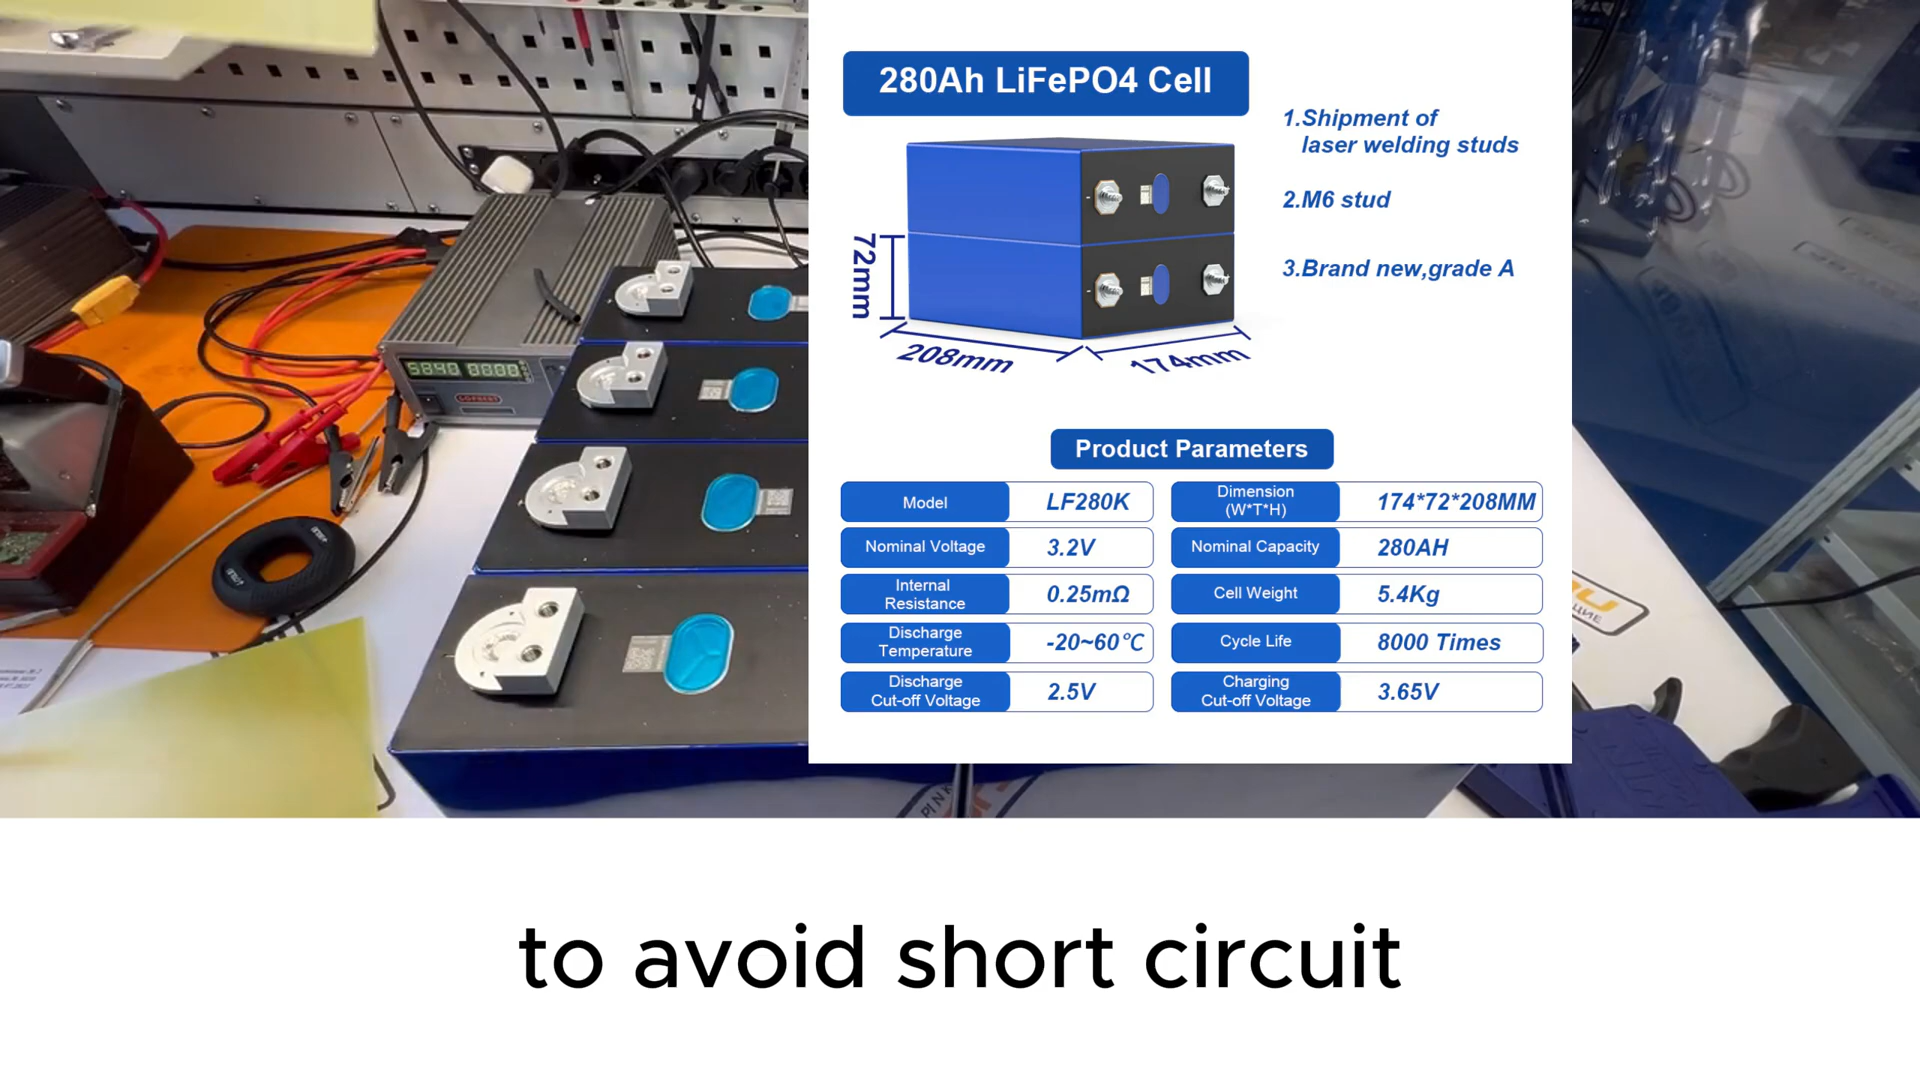 280Ah LiFePO4 Cell
1.Shipment of
laser welding studs
2.M6 stud
3.Brand new,grade A
72mm
208mm
174mm
Product Parameters
Model LF280K
Dimension
(W*T*H) 174*72*208MM
Nominal Voltage 3.2V
Nominal Capacity 280AH
Internal
Resistance 0.25mΩ
Cell Weight 5.4Kg
Discharge
Temperature -20~60℃
Cycle Life 8000 Times
Discharge
Cut-off Voltage 2.5V
Charging
Cut-off Voltage 3.65V
to avoid short circuit